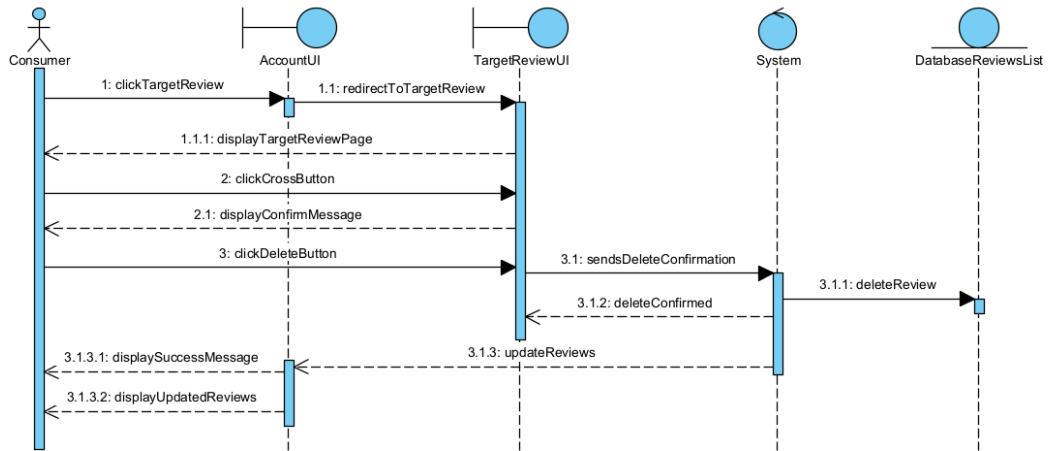 Consumer
AccountUI
TargetReviewUI
System
DatabaseReviewsList
1: clickTargetReview
1.1: redirectToTargetReview
1.1.1: displayTargetReviewPage
2: clickCrossButton
2.1: displayConfirmMessage
3: clickDeleteButton
3.1: sendsDeleteConfirmation
3.1.1: deleteReview
3.1.2: deleteConfirmed
3.1.3: updateReviews
3.1.3.1: displaySuccessMessage
3.1.3.2: displayUpdatedReviews